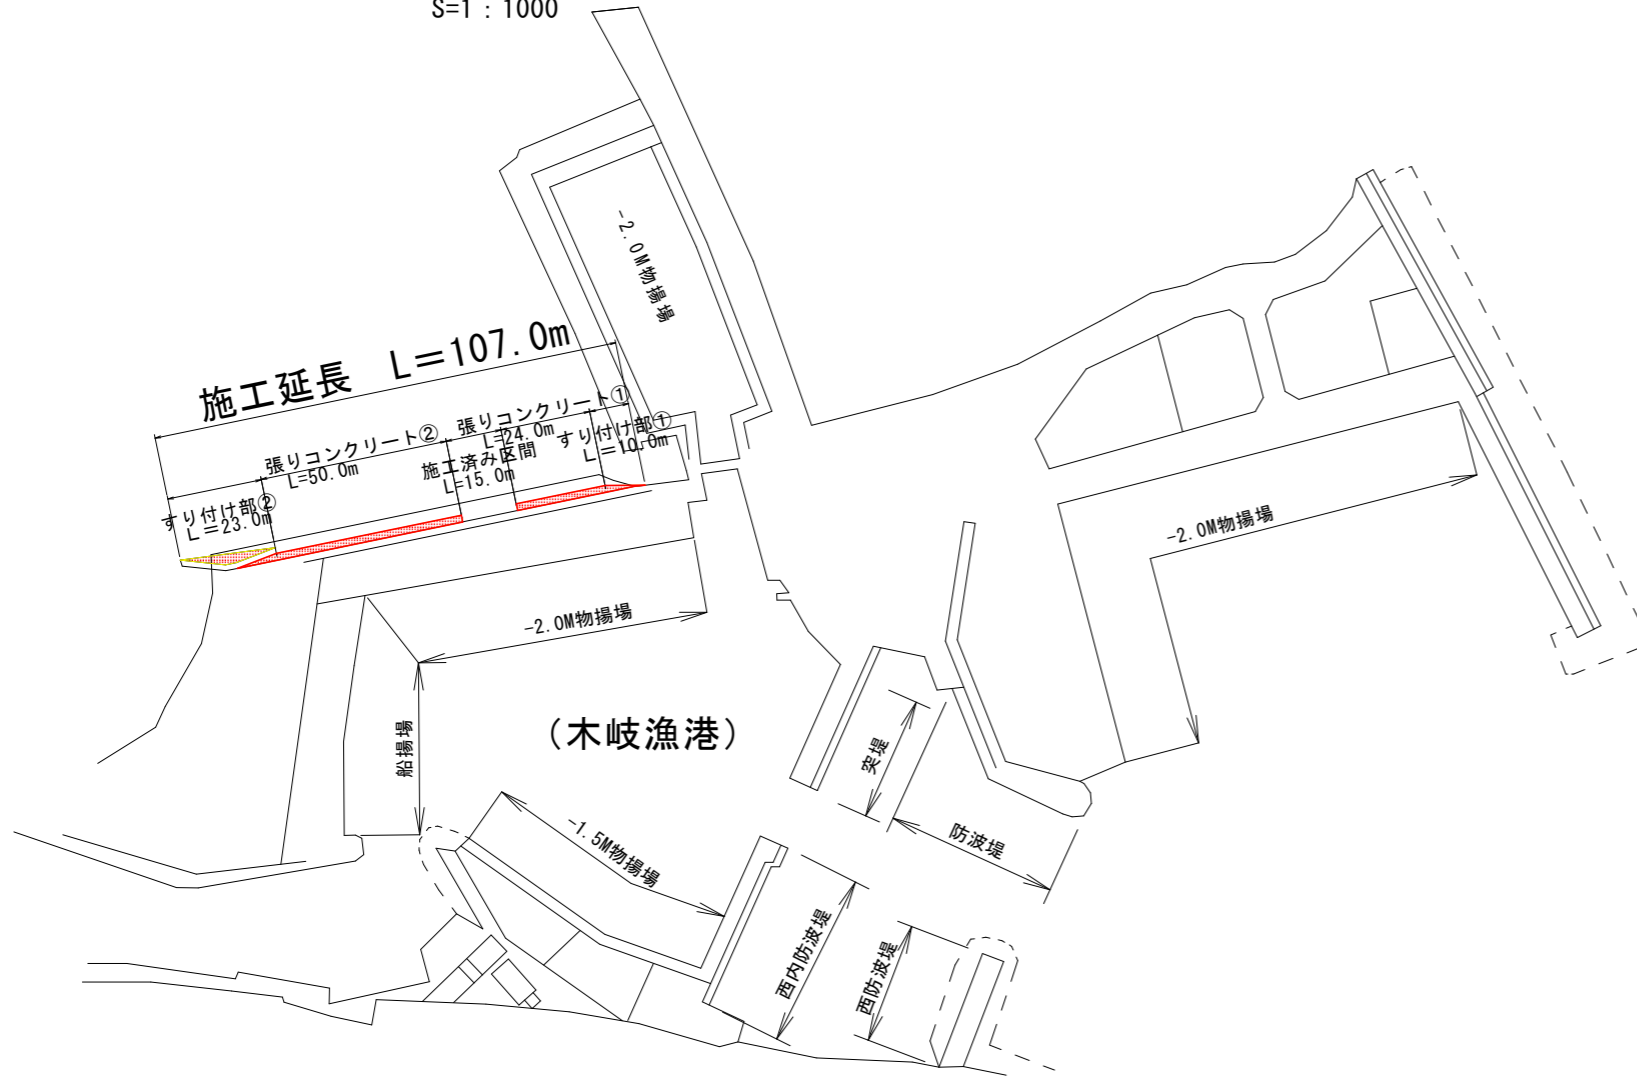 S=1 : 1000
-2.0M物揚場
施工延長 L＝107.0m
張りコンクリート①
L=24.0m
すり付け部①
L＝10.0m
張りコンクリート②
L=50.0m
施工済み区間
L=15.0m
すり付け部②
L＝23.0m
-2.0M物揚場
-2.0M物揚場
船揚場
（木岐漁港）
突堤
防波堤
-1.5M物揚場
西内防波堤
西防波堤